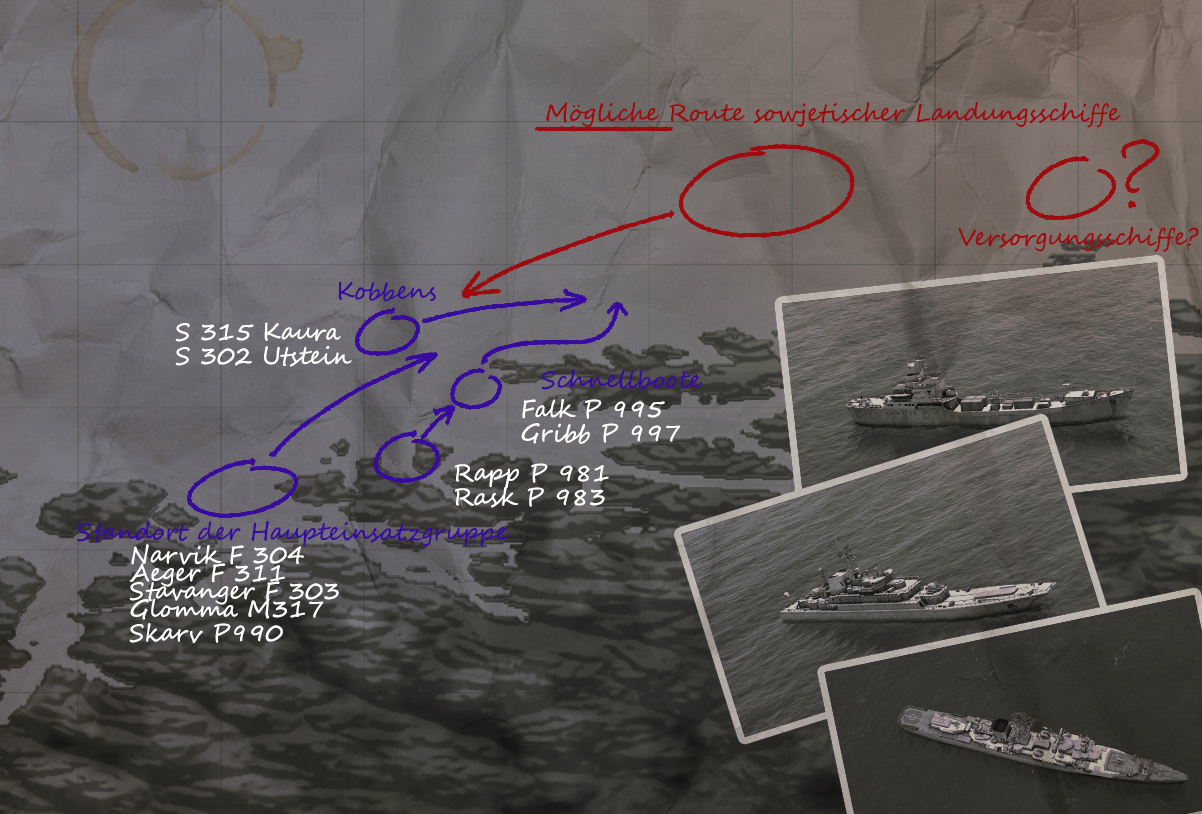 Mögliche Route sowjetischer Landungsschiffe
?
Versorgungsschiffe?
Kobbens
S 315 Kaura
S 302 Utstein
Schnellboote
Falk P 995
Gribb P 997
Rapp P 981
Rask P 983
Standort der Haupteinsatzgruppe
Narvik F 304
Aeger F 311
Stavanger F 303
Glomma M317
Skarv P990